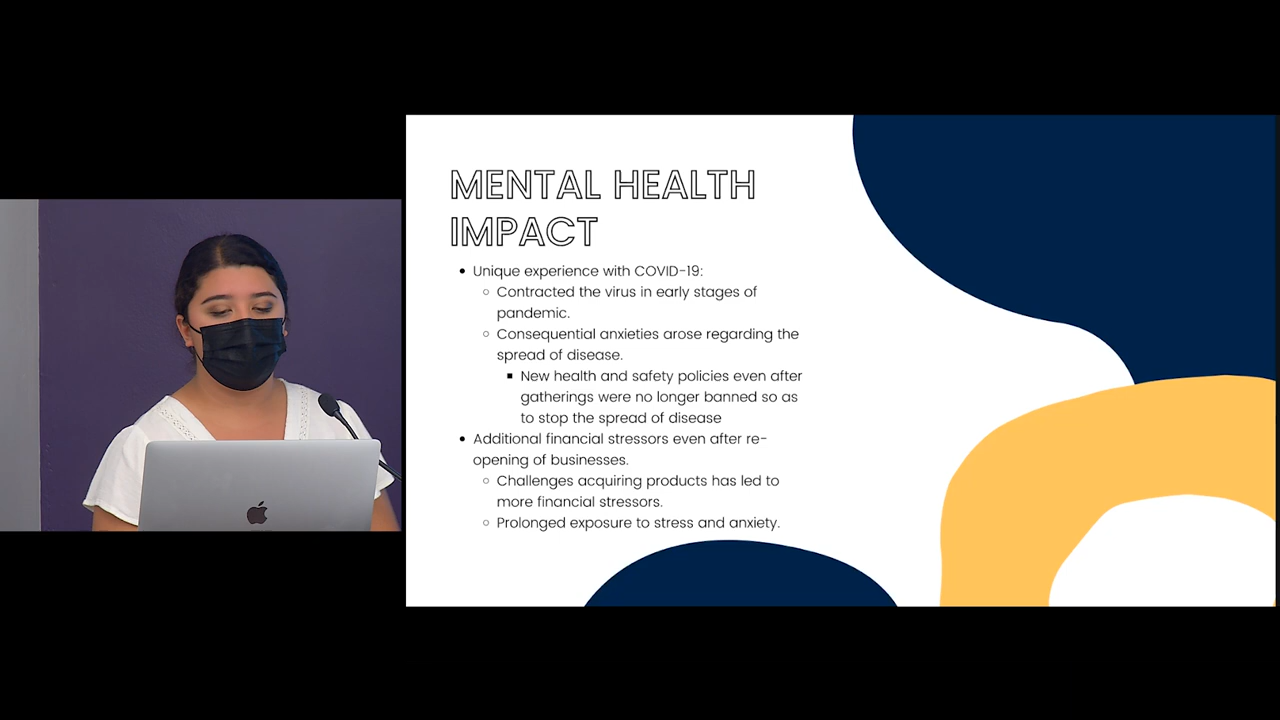 MENTAL HEALTH
IMPACT
• Unique experience with COVID-19:
○ Contracted the virus in early stages of
pandemic.
○ Consequential anxieties arose regarding the
spread of disease.
▪ New health and safety policies even after
gatherings were no longer banned so as
to stop the spread of disease
• Additional financial stressors even after re-
opening of businesses.
○ Challenges acquiring products has led to
more financial stressors.
○ Prolonged exposure to stress and anxiety.